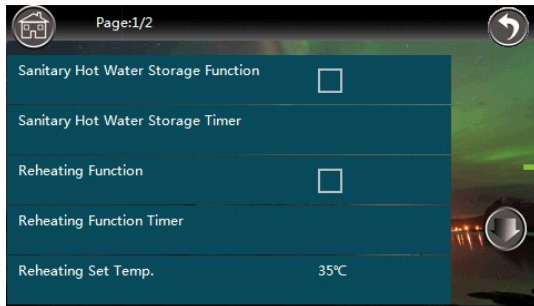 Page:1/2
Sanitary Hot Water Storage Function
Sanitary Hot Water Storage Timer
Reheating Function
Reheating Function Timer
Reheating Set Temp. 35℃